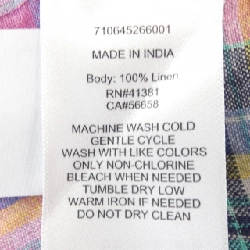 710645266001
MADE IN INDIA
Body: 100% Linen
RN#41381
CA#56658
MACHINE WASH COLD
GENTLE CYCLE
WASH WITH LIKE COLORS
ONLY NON-CHLORINE
BLEACH WHEN NEEDED
TUMBLE DRY LOW
WARM IRON IF NEEDED
DO NOT DRY CLEAN